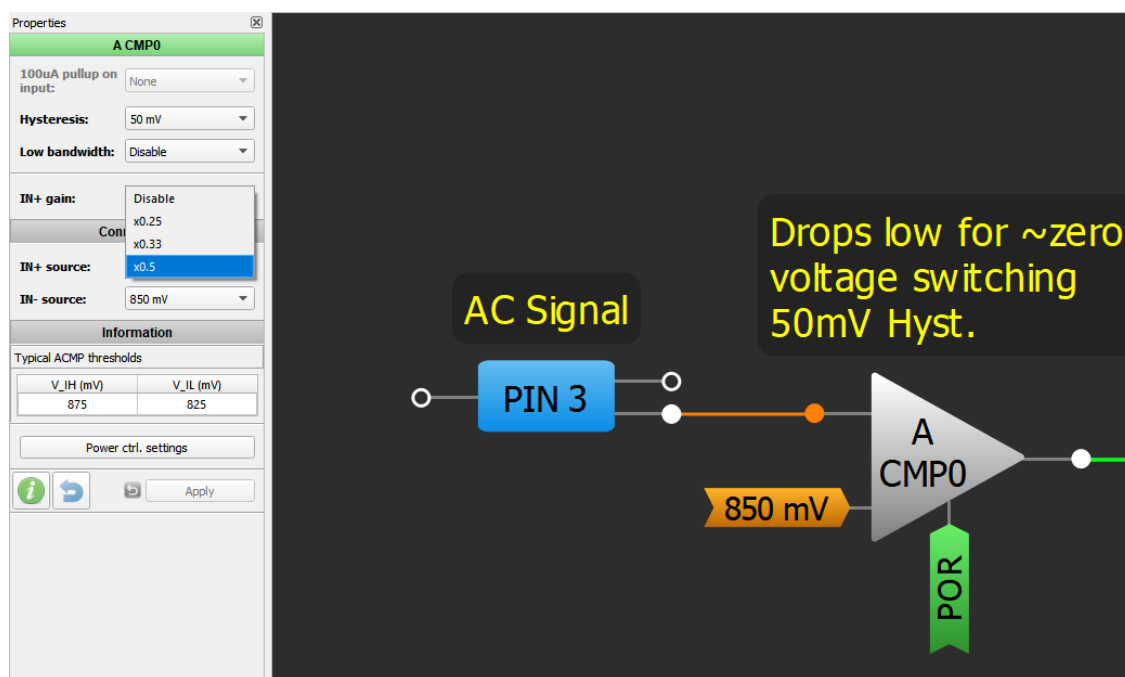 Properties
A CMP0
100uA pullup on
input:
None
Hysteresis:
50 mV
Low bandwidth:
Disable
IN+ gain:
Disable
x0.25
Con
x0.33
IN+ source:
x0.5
IN- source:
850 mV
Information
Typical ACMP thresholds
V_IH (mV) V_IL (mV)
875 825
Power ctrl. settings
Apply
Drops low for ~zero
voltage switching
50mV Hyst.
AC Signal
PIN 3
A
CMP0
850 mV
POR